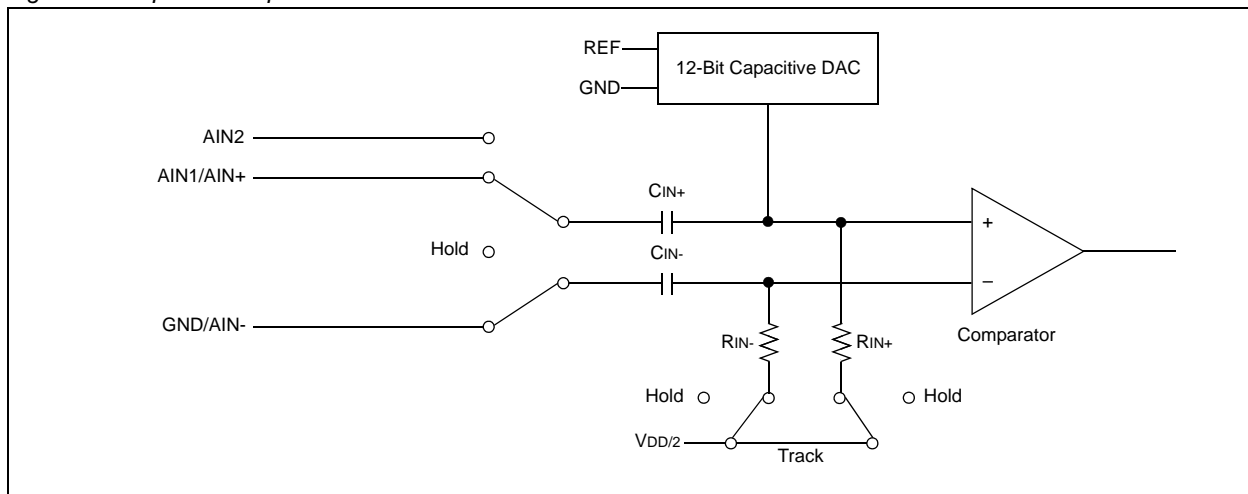 REF
GND
12-Bit Capacitive DAC
AIN2
AIN1/AIN+
CIN+
Hold
CIN-
GND/AIN-
+
−
Comparator
RIN-
RIN+
Hold
Hold
VDD/2
Track